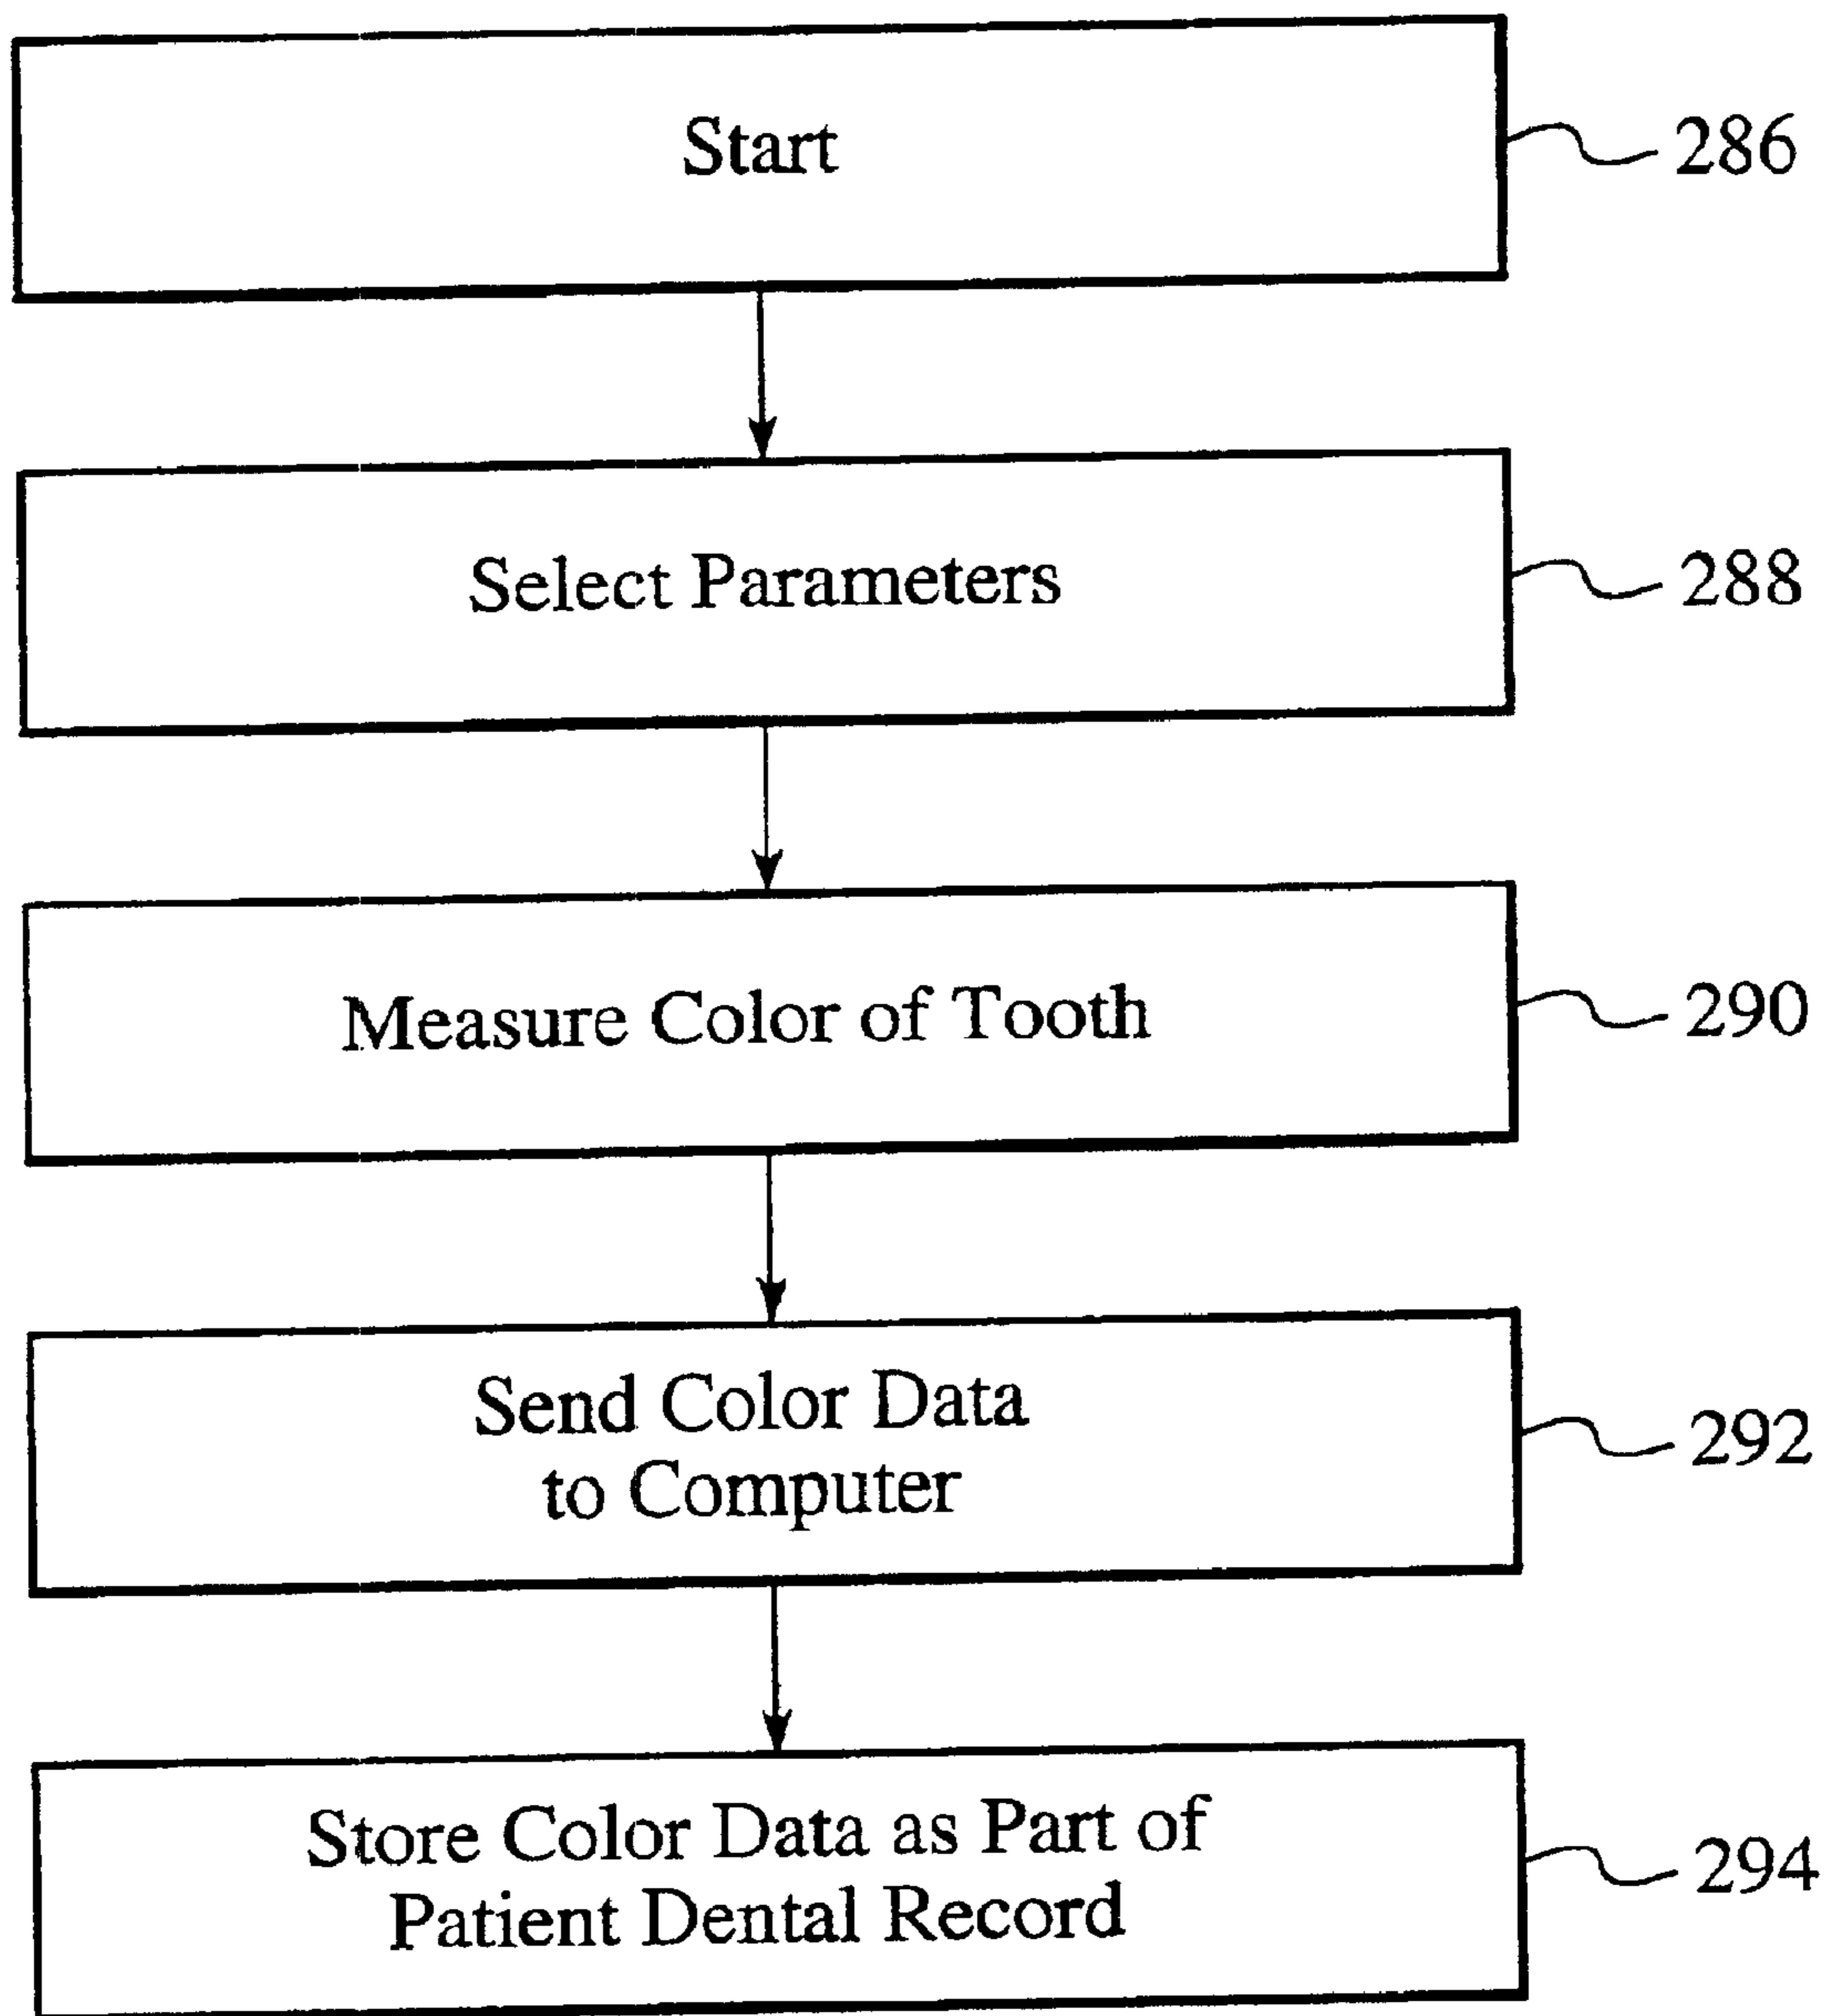 Start
286
Select Parameters
288
Measure Color of Tooth
290
Send Color Data
to Computer
292
Store Color Data as Part of
Patient Dental Record
294